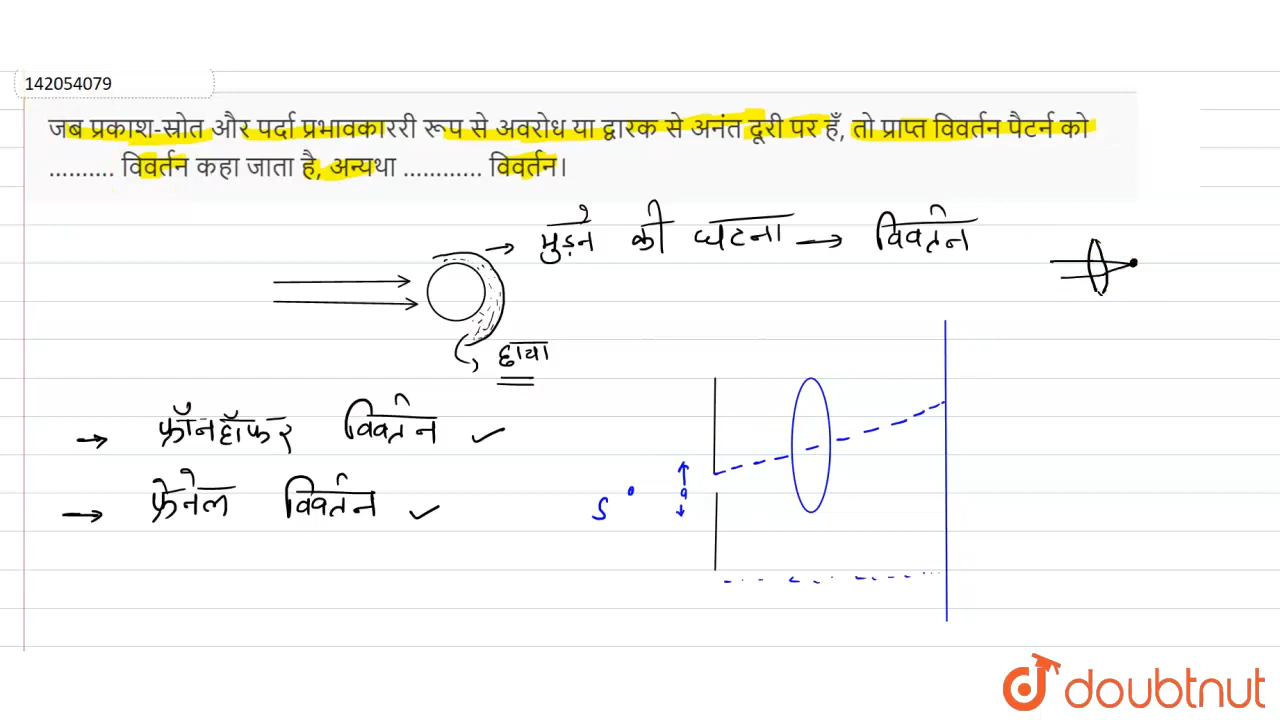 142054079
जब प्रकाश-स्रोत और पर्दा प्रभावकाररी रूप से अवरोध या द्वारक से अनंत दूरी पर हँ, तो प्राप्त विवर्तन पैटर्न को
.......... विवर्तन कहा जाता है, अन्यथा ............ विवर्तन।
मुड़ने की घटना → विवर्तन
छाया
→ फ्रॉनहॉफर विवर्तन ✓
→ फ्रेनेल विवर्तन ✓
S
a
doubtnut